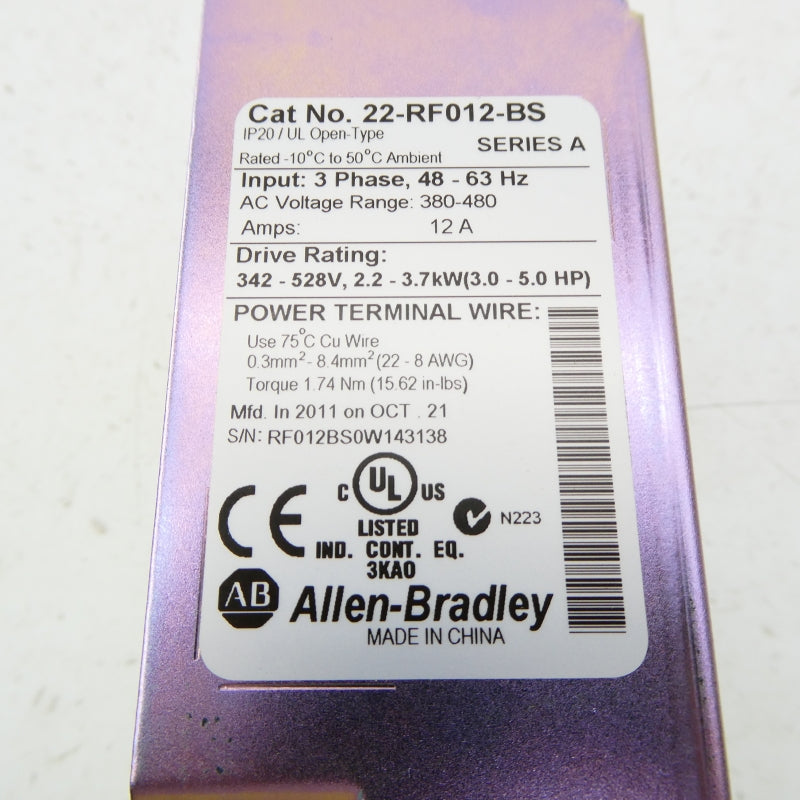 Cat No. 22-RF012-BS
IP20 / UL Open-Type
SERIES A
Rated -10°C to 50°C Ambient
Input: 3 Phase, 48 - 63 Hz
AC Voltage Range: 380-480
Amps: 12 A
Drive Rating:
342 - 528V, 2.2 - 3.7kW(3.0 - 5.0 HP)
POWER TERMINAL WIRE:
Use 75°C Cu Wire
0.3mm²- 8.4mm²(22 - 8 AWG)
Torque 1.74 Nm (15.62 in-lbs)
Mfd. In 2011 on OCT . 21
S/N: RF012BS0W143138
CE
C UL US
LISTED
IND. CONT. EQ.
3KA0
N223
AB Allen-Bradley
MADE IN CHINA